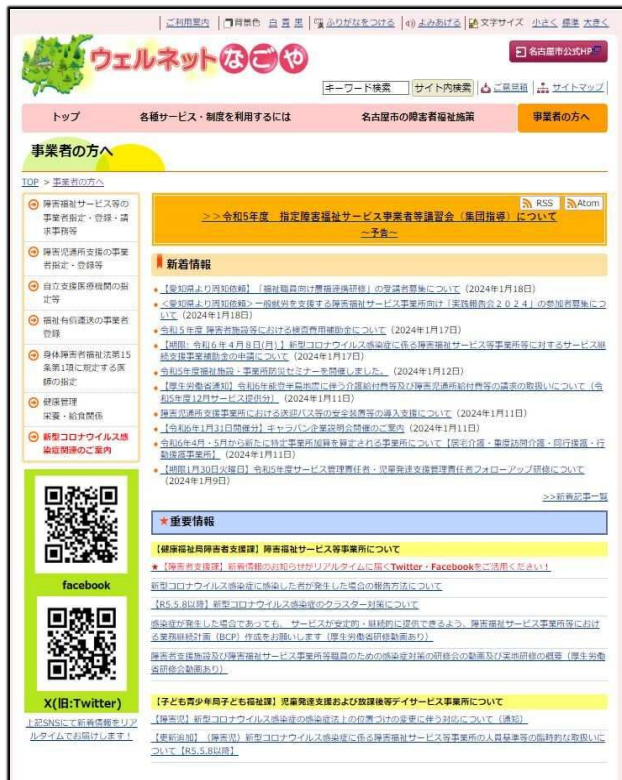 ご利用案内 背景色 白 青 黒 ふりがなをつける よみあげる 文字サイズ 小さく 標準 大きく
ウェルネットなごや
名古屋市公式HP
キーワード検索 サイト内検索 ご意見箱 サイトマップ
トップ 各種サービス・制度を利用するには 名古屋市の障害者福祉施策 事業者の方へ
事業者の方へ
TOP > 事業者の方へ
障害福祉サービス等の
事業者指定・登録・請
求事務等
障害児通所支援の事業
者指定・登録等
自立支援医療機関の指
定等
福祉有償運送の事業者
登録
身体障害者福祉法第15
条第1項に規定する医
師の指定
健康管理
栄養・給食関係
新型コロナウイルス感
染症関連のご案内
facebook
X(旧:Twitter)
上記SNSにて新着情報をリア
ルタイムでお届けします！
RSS Atom
>>令和5年度 指定障害福祉サービス事業者等講習会（集団指導）について
～予告～
新着情報
【愛知県より周知依頼】「福祉職員向け農福連携研修」の受講者募集について（2024年1月18日）
＜愛知県より周知依頼＞一般就労を支援する障害福祉サービス事業所向け「実践報告会２０２４」の参加者募集につ
いて（2024年1月18日）
令和５年度 障害者施設等における検査費用補助金について（2024年1月17日）
【期限：令和６年４月８日(月)】新型コロナウイルス感染症に係る障害福祉サービス等事業所等に対するサービス継
続支援事業補助金の申請について（2024年1月17日）
令和5年度福祉施設・事業所防災セミナーを開催しました。（2024年1月12日）
【厚生労働省通知】令和6年能登半島地震に伴う介護給付費等及び障害児通所給付費等の請求の取扱いについて（令
和5年度12月サービス提供分）（2024年1月11日）
障害児通所支援事業所における送迎バス等の安全装置等の導入支援について（2024年1月11日）
【令和6年1月31日開催分】キャラバン企業説明会開催のご案内（2024年1月11日）
令和6年4月・5月から新たに特定事業所加算を算定される事業所について【居宅介護・重度訪問介護・同行援護・行
動援護事業所】（2024年1月11日）
【期限1月30日火曜日】令和5年度サービス管理責任者・児童発達支援管理責任者フォローアップ研修について
（2024年1月9日）
>>新着記事一覧
★重要情報
【健康福祉局障害者支援課】障害福祉サービス等事業所について
★【障害者支援課】新着情報のお知らせがリアルタイムに届くTwitter・Facebookをご活用ください！
新型コロナウイルス感染症に感染した者が発生した場合の報告方法について
【R5.5.8以降】新型コロナウイルス感染症のクラスター対策について
感染症が発生した場合であっても、サービスが安定的・継続的に提供できるよう、障害福祉サービス事業所等におけ
る業務継続計画（BCP）作成をお願いします（厚生労働省研修動画あり）
障害者支援施設及び障害福祉サービス事業所等職員のための感染症対策の研修会の動画及び実地研修の概要（厚生労働
省研修会動画あり）
【子ども青少年局子ども福祉課】児童発達支援および放課後等デイサービス事業所について
【障害児】新型コロナウイルス感染症の感染症法上の位置づけの変更に伴う対応について（通知）
【更新追加】（障害児）新型コロナウイルス感染症に係る障害福祉サービス等事業所の人員基準等の臨時的な取扱いに
ついて【R5.5.8以降】